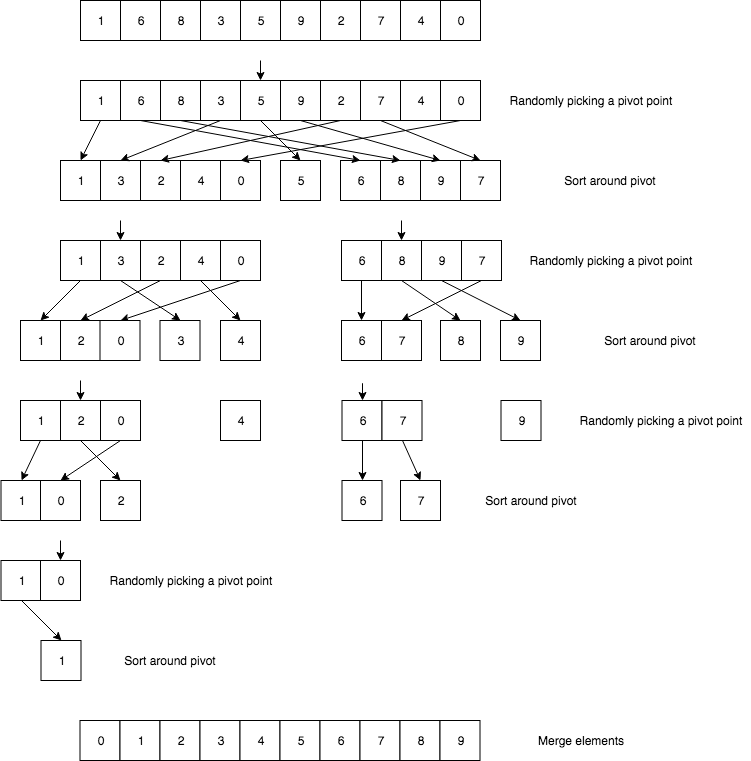 1 6 8 3 5 9 2 7 4 0
1 6 8 3 5 9 2 7 4 0 Randomly picking a pivot point
1 3 2 4 0 5 6 8 9 7 Sort around pivot
1 3 2 4 0 6 8 9 7 Randomly picking a pivot point
1 2 0 3 4 6 7 8 9 Sort around pivot
1 2 0 4 6 7 9 Randomly picking a pivot point
1 0 2 6 7 Sort around pivot
1 0 Randomly picking a pivot point
1 Sort around pivot
0 1 2 3 4 5 6 7 8 9 Merge elements